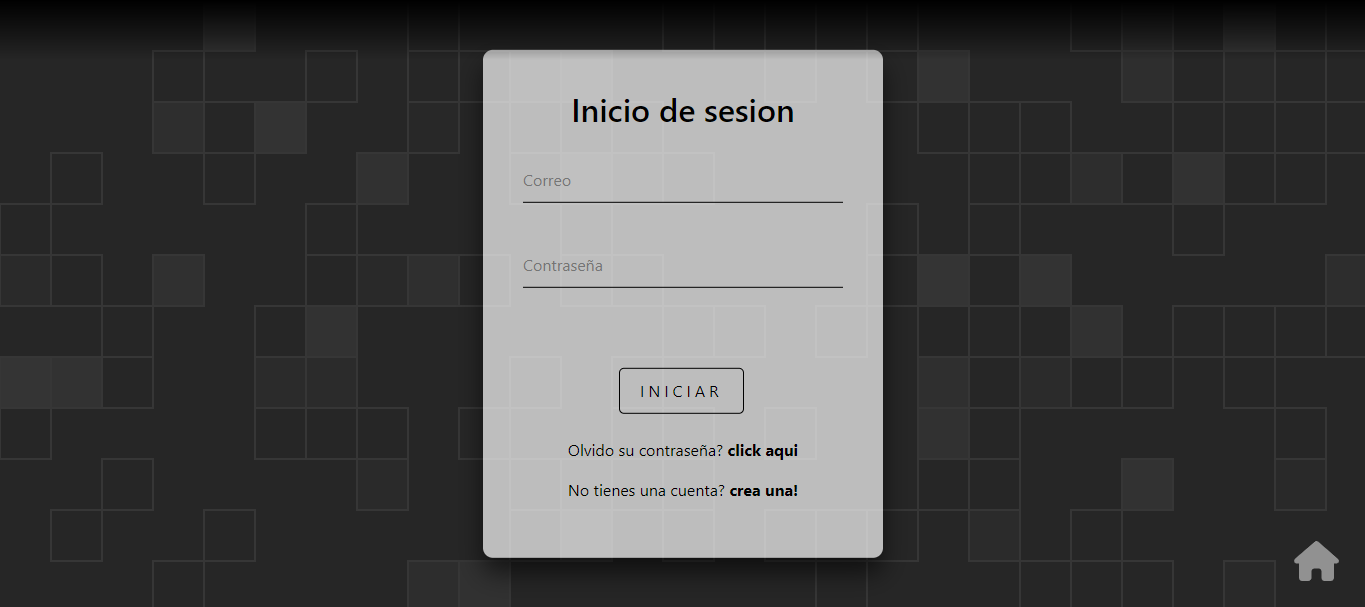 Inicio de sesion
Correo
Contraseña
INICIAR
Olvido su contraseña? click aqui
No tienes una cuenta? crea una!